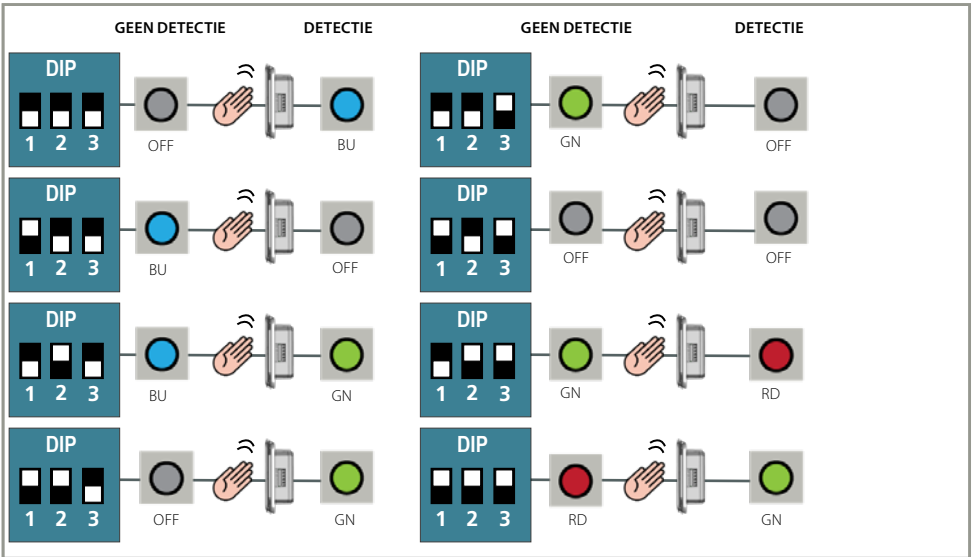 GEEN DETECTIE DETECTIE GEEN DETECTIE DETECTIE
DIP
1 2 3
OFF
BU
DIP
1 2 3
GN
OFF
DIP
1 2 3
BU
OFF
DIP
1 2 3
OFF
OFF
DIP
1 2 3
BU
GN
DIP
1 2 3
GN
RD
DIP
1 2 3
OFF
GN
DIP
1 2 3
RD
GN